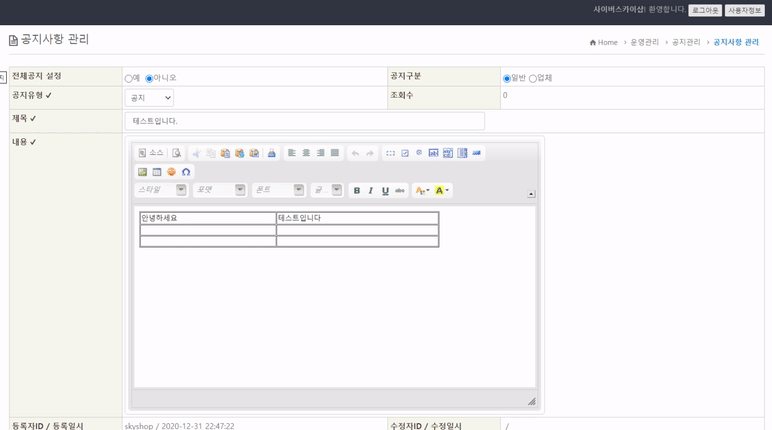 사이버스카이샵! 환영합니다. 로그아웃 사용자정보
공지사항 관리
Home > 운영관리 > 공지관리 > 공지사항 관리
전체공지 설정 예 아니오 공지구분 일반 업체
공지유형 공지 조회수 0
제목 테스트입니다.
내용
소스
스타일 포맷 폰트 글... B I U abc A A
안녕하세요 테스트입니다
등록자ID / 등록일시 skyshop / 2020-12-31 22:47:22 수정자ID / 수정일시 /